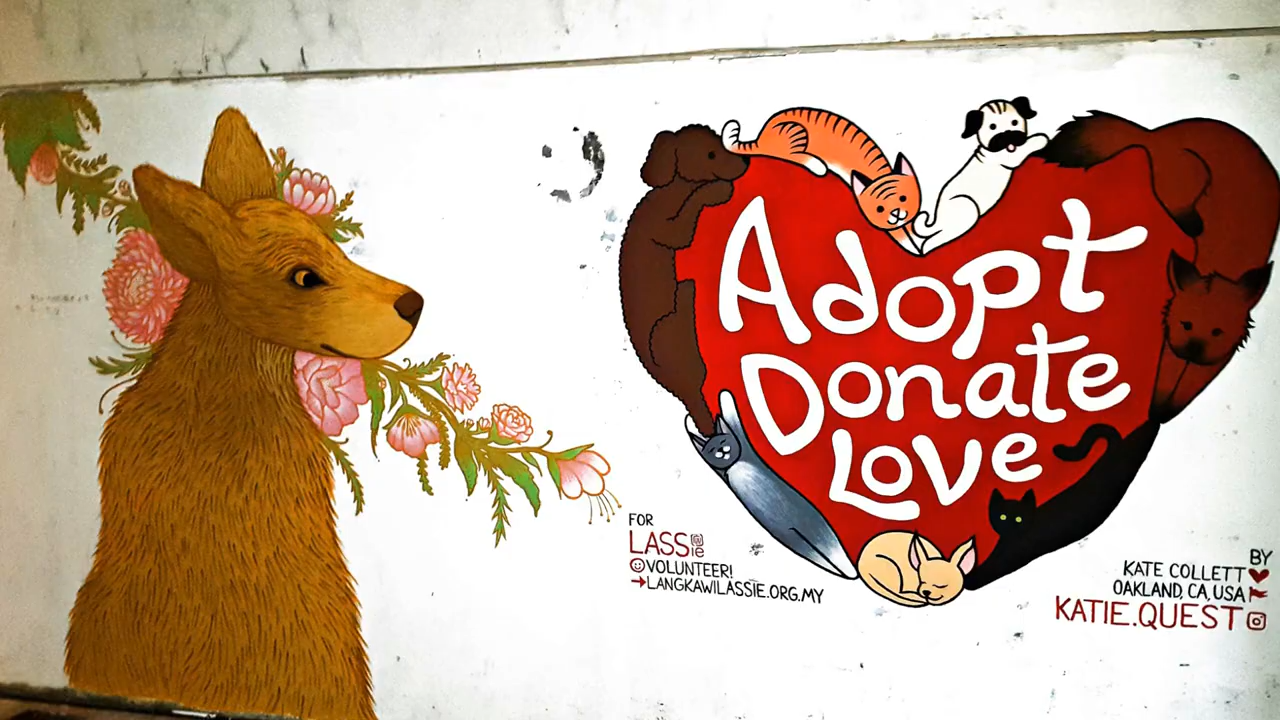 Adopt
Donate
Love
FOR
LASSie
VOLUNTEER!
LANGKAWILASSIE.ORG.MY
BY
KATE COLLETT
OAKLAND, CA, USA
KATIE.QUEST